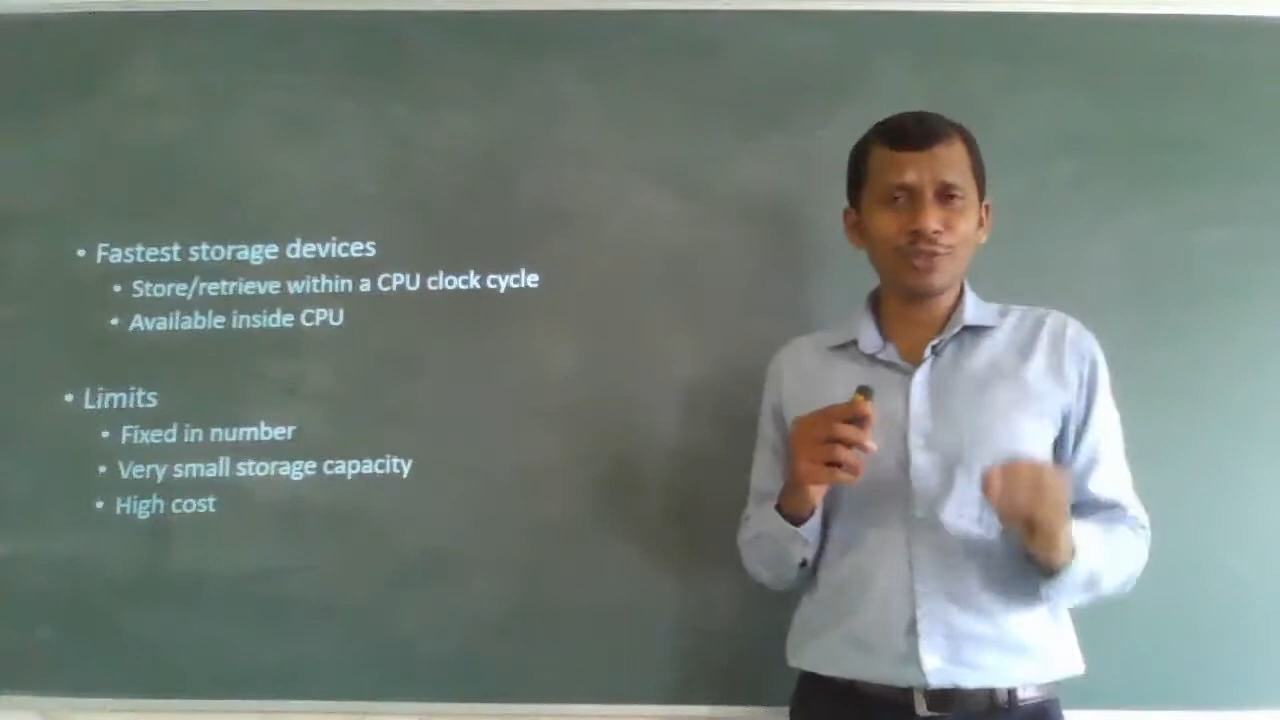 • Fastest storage devices
• Store/retrieve within a CPU clock cycle
• Available inside CPU
• Limits
• Fixed in number
• Very small storage capacity
• High cost